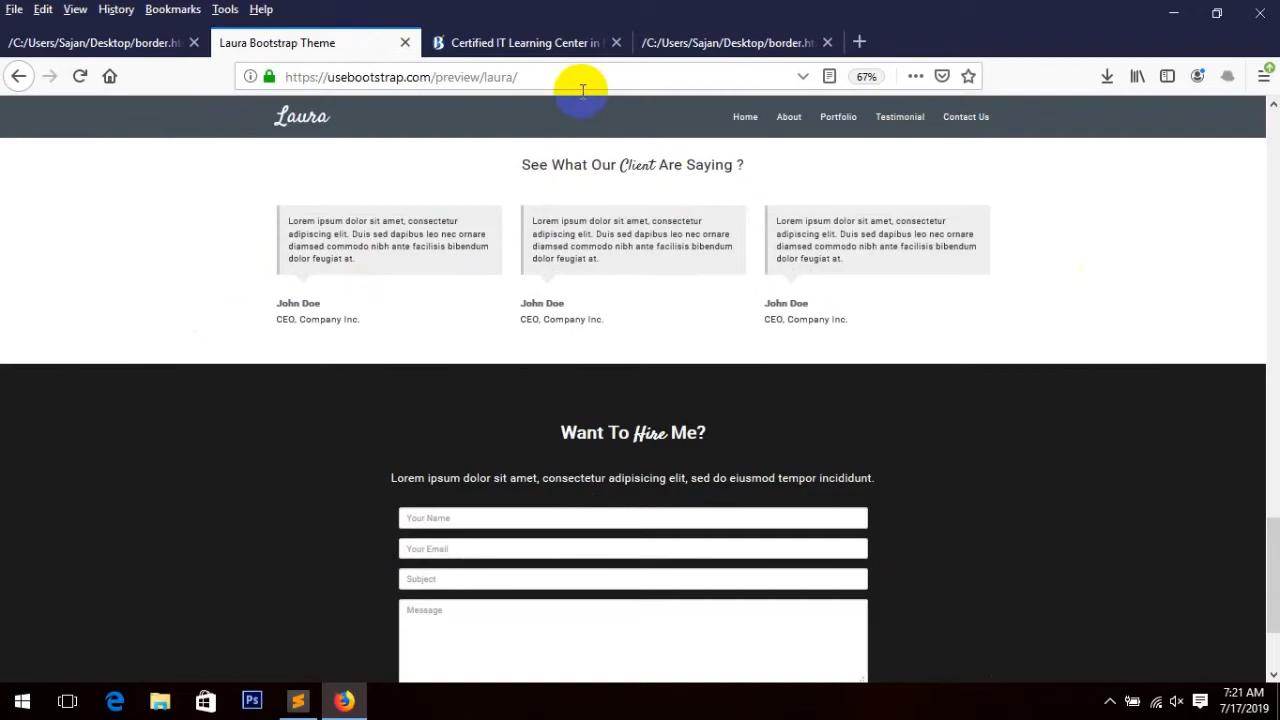 File Edit View History Bookmarks Tools Help
/C:/Users/Sajan/Desktop/border.ht
Laura Bootstrap Theme
Certified IT Learning Center in
/C:/Users/Sajan/Desktop/border.ht
https://usebootstrap.com/preview/laura/
67%
Laura
Home About Portfolio Testimonial Contact Us
See What Our Client Are Saying ?
Lorem ipsum dolor sit amet, consectetur
adipiscing elit. Duis sed dapibus leo nec ornare
diamsed commodo nibh ante facilisis bibendum
dolor feugiat at.
John Doe
CEO, Company Inc.
Lorem ipsum dolor sit amet, consectetur
adipiscing elit. Duis sed dapibus leo nec ornare
diamsed commodo nibh ante facilisis bibendum
dolor feugiat at.
John Doe
CEO, Company Inc.
Lorem ipsum dolor sit amet, consectetur
adipiscing elit. Duis sed dapibus leo nec ornare
diamsed commodo nibh ante facilisis bibendum
dolor feugiat at.
John Doe
CEO, Company Inc.
Want To Hire Me?
Lorem ipsum dolor sit amet, consectetur adipisicing elit, sed do eiusmod tempor incididunt.
Your Name
Your Email
Subject
Message
Ps
7:21 AM
7/17/2019